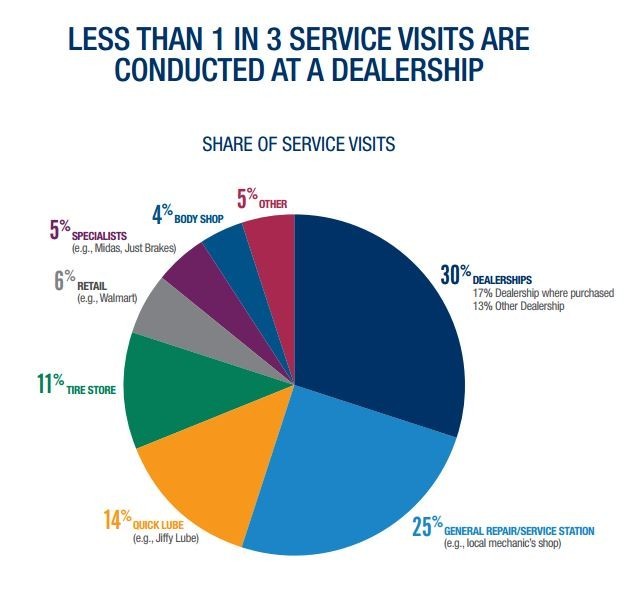 LESS THAN 1 IN 3 SERVICE VISITS ARE
CONDUCTED AT A DEALERSHIP
SHARE OF SERVICE VISITS
5% OTHER
4% BODY SHOP
5% SPECIALISTS
(e.g., Midas, Just Brakes)
6% RETAIL
(e.g., Walmart)
30% DEALERSHIPS
17% Dealership where purchased
13% Other Dealership
11% TIRE STORE
14% QUICK LUBE
(e.g., Jiffy Lube)
25% GENERAL REPAIR/SERVICE STATION
(e.g., local mechanic's shop)